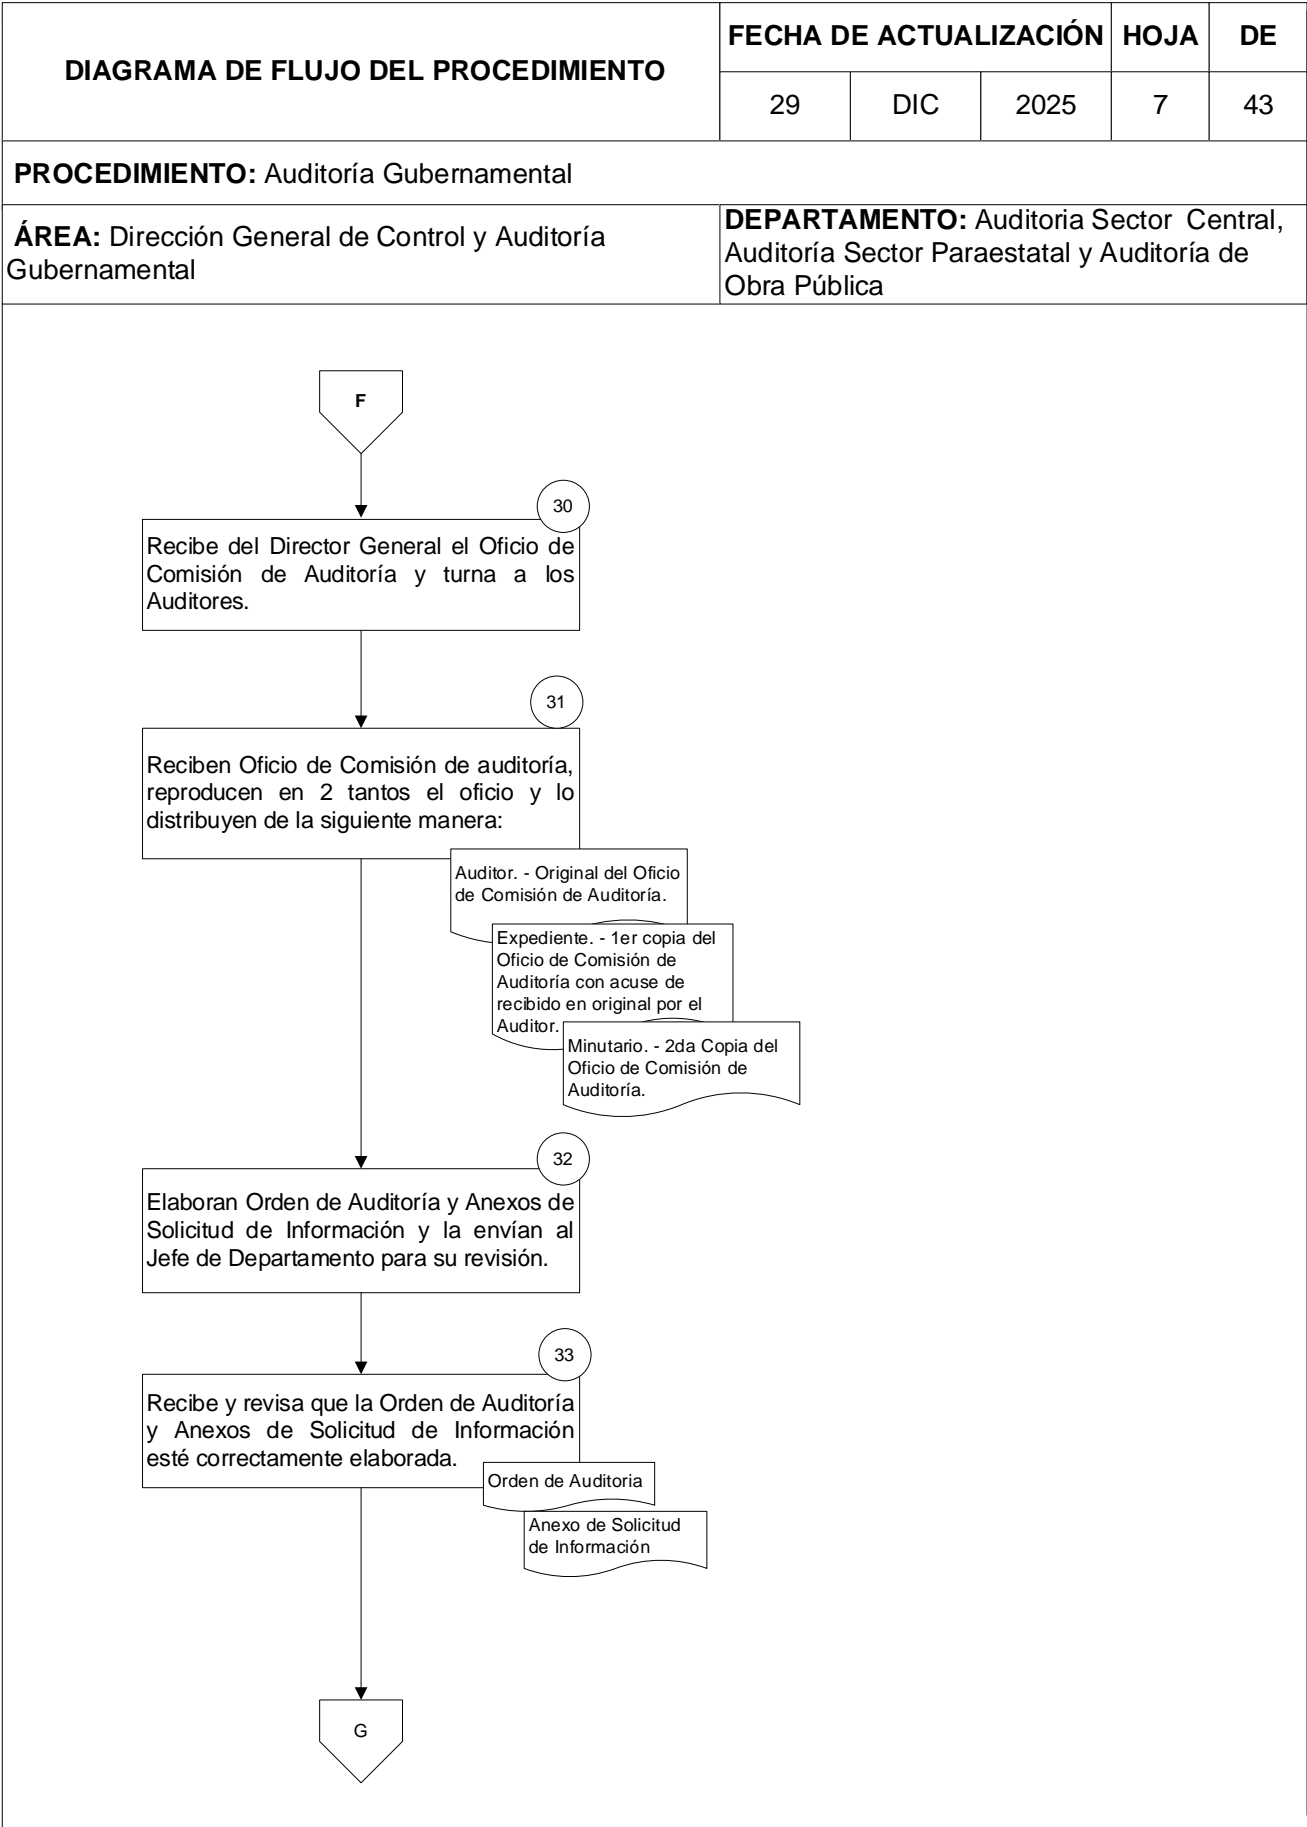 DIAGRAMA DE FLUJO DEL PROCEDIMIENTO
FECHA DE ACTUALIZACIÓN HOJA DE
29 DIC 2025 7 43
PROCEDIMIENTO: Auditoría Gubernamental
ÁREA: Dirección General de Control y Auditoría
Gubernamental
DEPARTAMENTO: Auditoria Sector Central,
Auditoría Sector Paraestatal y Auditoría de
Obra Pública
F
30
Recibe del Director General el Oficio de
Comisión de Auditoría y turna a los
Auditores.
31
Reciben Oficio de Comisión de auditoría,
reproducen en 2 tantos el oficio y lo
distribuyen de la siguiente manera:
Auditor. - Original del Oficio
de Comisión de Auditoría.
Expediente. - 1er copia del
Oficio de Comisión de
Auditoría con acuse de
recibido en original por el
Auditor.
Minutario. - 2da Copia del
Oficio de Comisión de
Auditoría.
32
Elaboran Orden de Auditoría y Anexos de
Solicitud de Información y la envían al
Jefe de Departamento para su revisión.
33
Recibe y revisa que la Orden de Auditoría
y Anexos de Solicitud de Información
esté correctamente elaborada.
Orden de Auditoria
Anexo de Solicitud
de Información
G